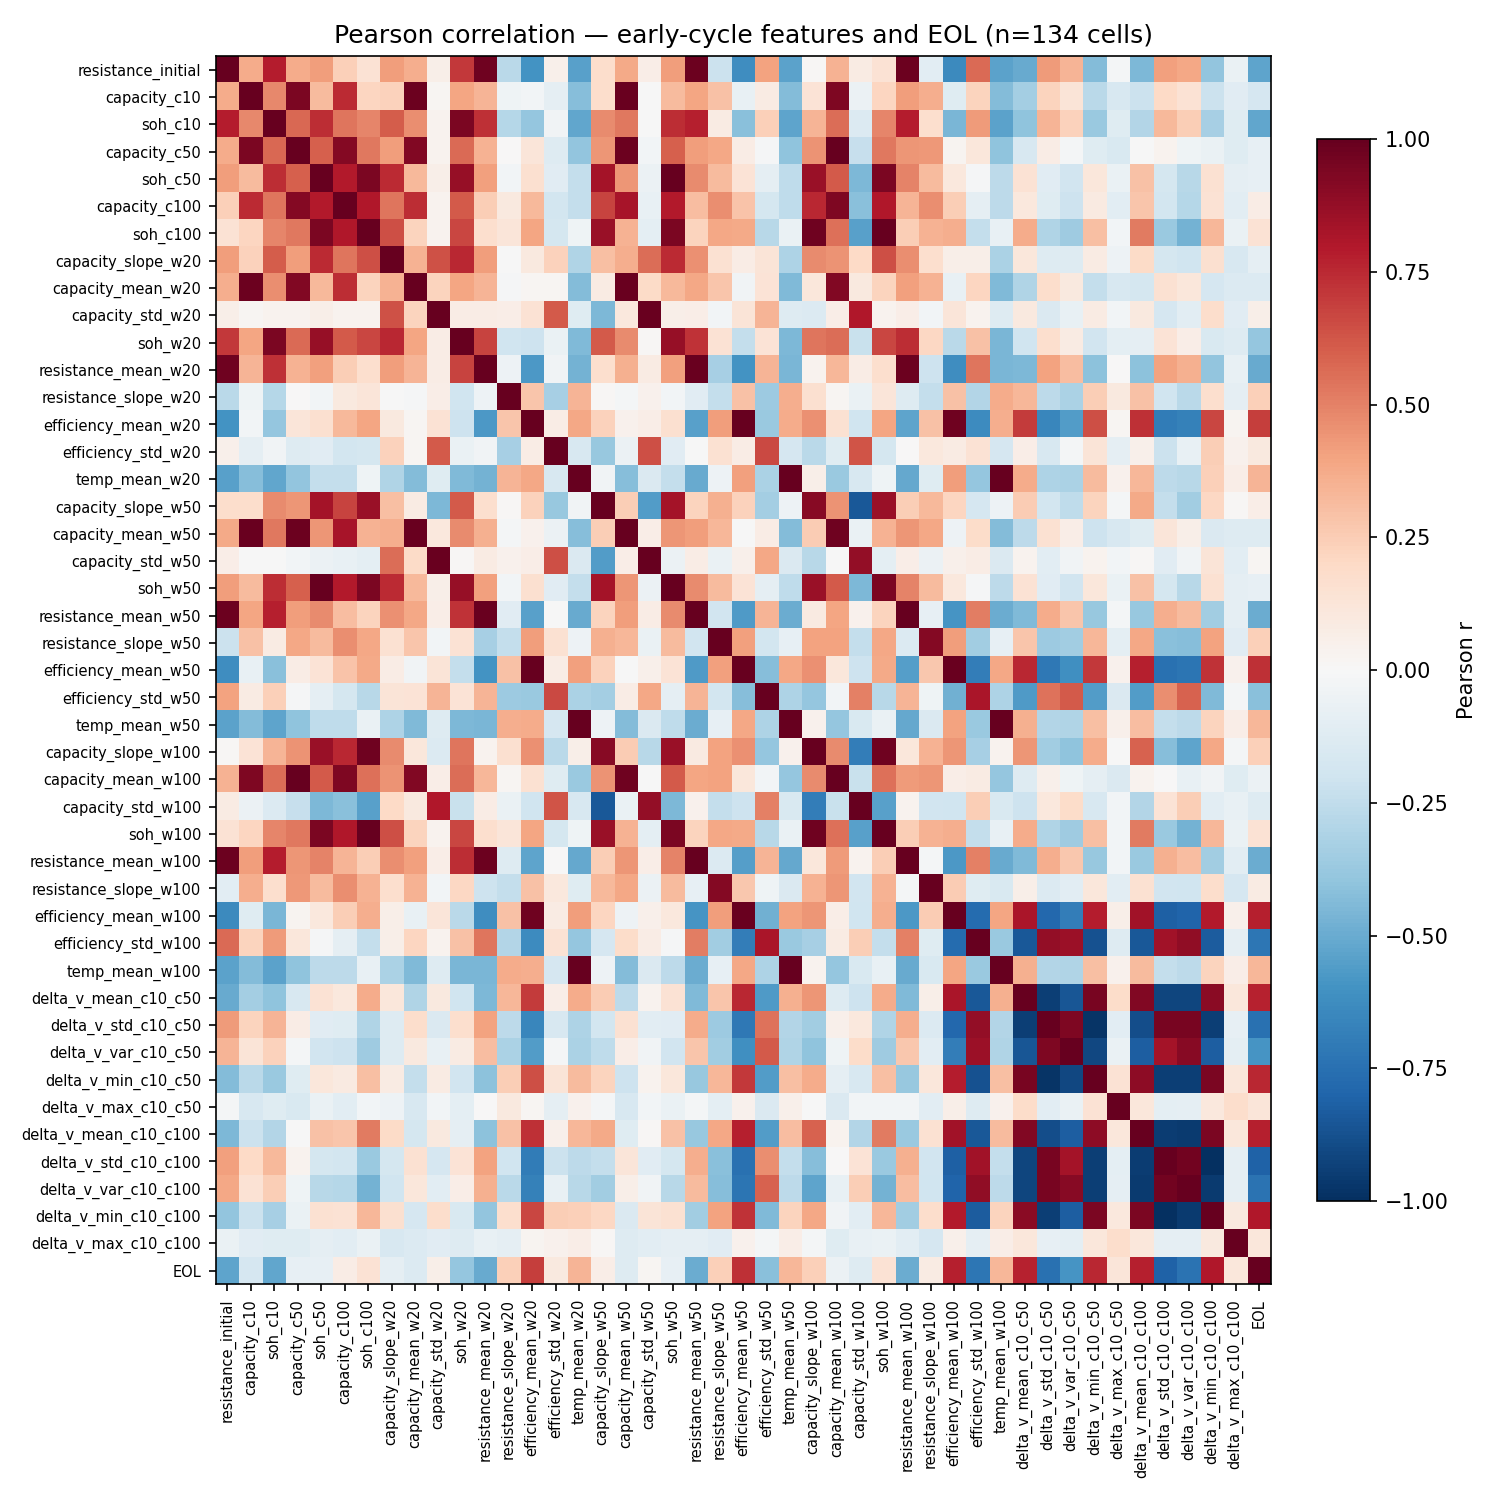 Pearson correlation — early-cycle features and EOL (n=134 cells)
resistance_initial
capacity_c10
soh_c10
capacity_c50
soh_c50
capacity_c100
soh_c100
capacity_slope_w20
capacity_mean_w20
capacity_std_w20
soh_w20
resistance_mean_w20
resistance_slope_w20
efficiency_mean_w20
efficiency_std_w20
temp_mean_w20
capacity_slope_w50
capacity_mean_w50
capacity_std_w50
soh_w50
resistance_mean_w50
resistance_slope_w50
efficiency_mean_w50
efficiency_std_w50
temp_mean_w50
capacity_slope_w100
capacity_mean_w100
capacity_std_w100
soh_w100
resistance_mean_w100
resistance_slope_w100
efficiency_mean_w100
efficiency_std_w100
temp_mean_w100
delta_v_mean_c10_c50
delta_v_std_c10_c50
delta_v_var_c10_c50
delta_v_min_c10_c50
delta_v_max_c10_c50
delta_v_mean_c10_c100
delta_v_std_c10_c100
delta_v_var_c10_c100
delta_v_min_c10_c100
delta_v_max_c10_c100
EOL
resistance_initial
capacity_c10
soh_c10
capacity_c50
soh_c50
capacity_c100
soh_c100
capacity_slope_w20
capacity_mean_w20
capacity_std_w20
soh_w20
resistance_mean_w20
resistance_slope_w20
efficiency_mean_w20
efficiency_std_w20
temp_mean_w20
capacity_slope_w50
capacity_mean_w50
capacity_std_w50
soh_w50
resistance_mean_w50
resistance_slope_w50
efficiency_mean_w50
efficiency_std_w50
temp_mean_w50
capacity_slope_w100
capacity_mean_w100
capacity_std_w100
soh_w100
resistance_mean_w100
resistance_slope_w100
efficiency_mean_w100
efficiency_std_w100
temp_mean_w100
delta_v_mean_c10_c50
delta_v_std_c10_c50
delta_v_var_c10_c50
delta_v_min_c10_c50
delta_v_max_c10_c50
delta_v_mean_c10_c100
delta_v_std_c10_c100
delta_v_var_c10_c100
delta_v_min_c10_c100
delta_v_max_c10_c100
EOL
1.00
0.75
0.50
0.25
0.00
−0.25
−0.50
−0.75
−1.00
Pearson r